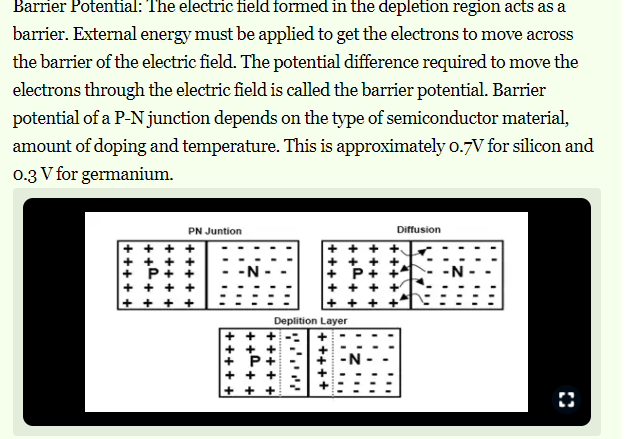 Barrier Potential: The electric field formed in the depletion region acts as a
barrier. External energy must be applied to get the electrons to move across
the barrier of the electric field. The potential difference required to move the
electrons through the electric field is called the barrier potential. Barrier
potential of a P-N junction depends on the type of semiconductor material,
amount of doping and temperature. This is approximately 0.7V for silicon and
0.3 V for germanium.
PN Juntion
Diffusion
P
-N-
P
-N-
Deplition Layer
P
-N-